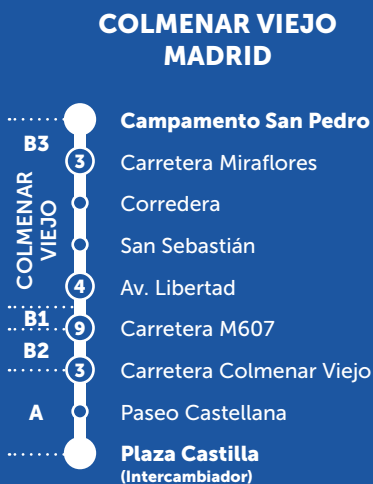 COLMENAR VIEJO
MADRID
Campamento San Pedro
B3
3 Carretera Miraflores
COLMENAR
VIEJO
Corredera
San Sebastián
4 Av. Libertad
B1
9 Carretera M607
B2
3 Carretera Colmenar Viejo
A Paseo Castellana
Plaza Castilla
(Intercambiador)